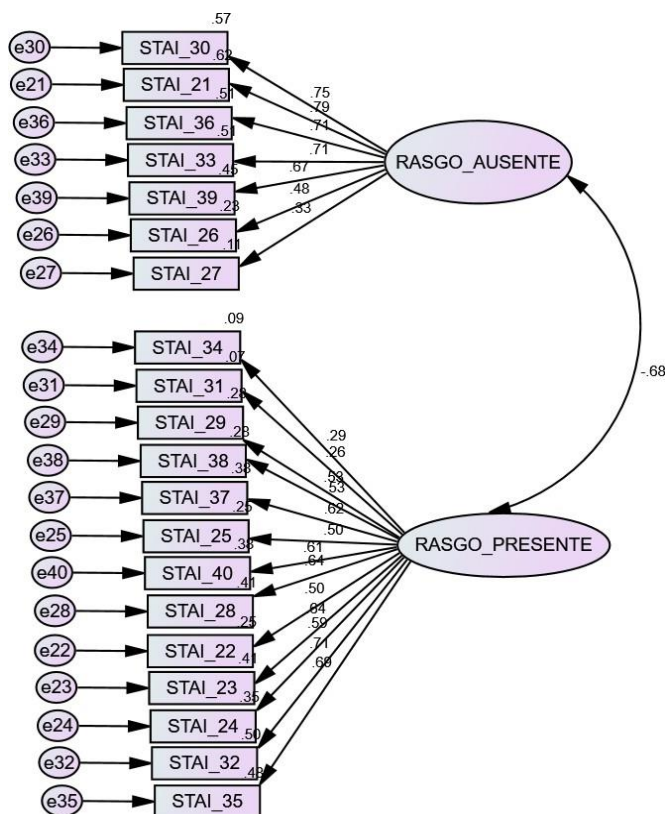 .57
e30 STAI_30
.62
e21 STAI_21
.51
e36 STAI_36
.51
e33 STAI_33
.45
e39 STAI_39
.23
e26 STAI_26
.11
e27 STAI_27
.75
.79
.71
.71
.67
.48
.33
RASGO_AUSENTE
-.68
.09
e34 STAI_34
.07
e31 STAI_31
.28
e29 STAI_29
.28
e38 STAI_38
.38
e37 STAI_37
.25
e25 STAI_25
.38
e40 STAI_40
.41
e28 STAI_28
.25
e22 STAI_22
.41
e23 STAI_23
.35
e24 STAI_24
.50
e32 STAI_32
.48
e35 STAI_35
.29
.26
.53
.53
.62
.50
.61
.64
.50
.64
.59
.71
.69
RASGO_PRESENTE